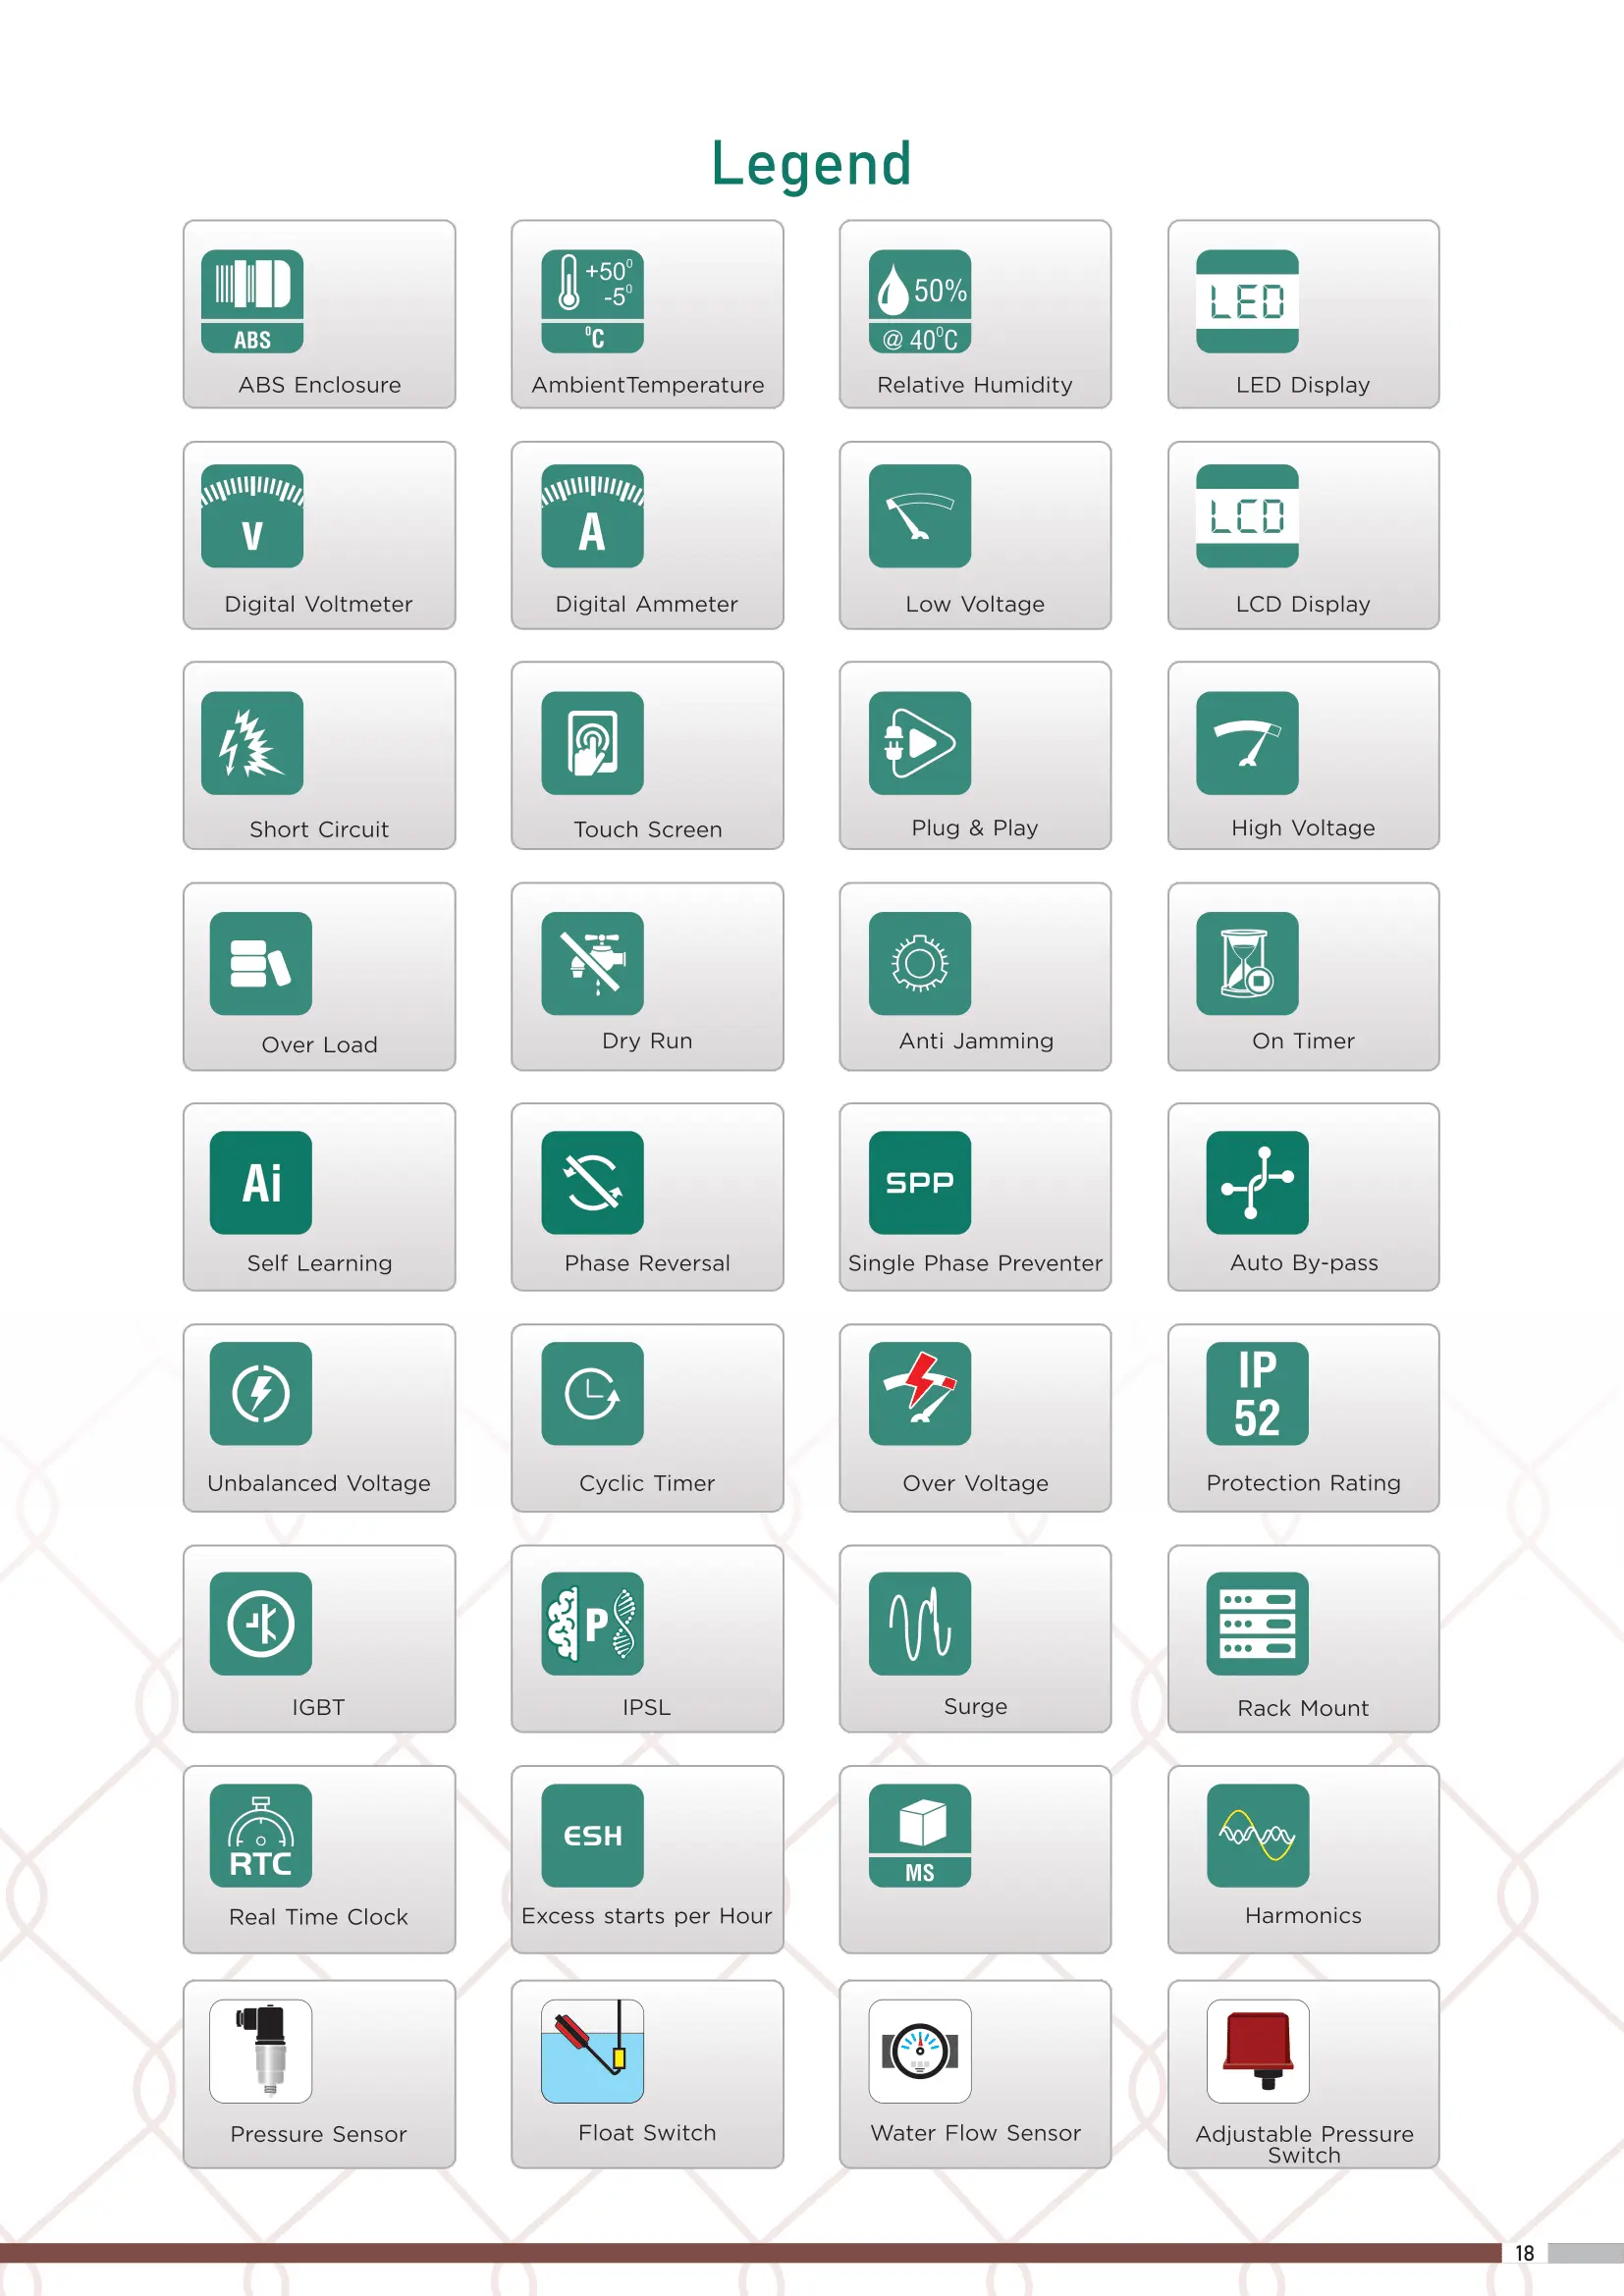 Legend
ABS
ABS Enclosure
+50⁰
-5⁰
⁰C
AmbientTemperature
50%
@ 40⁰C
Relative Humidity
LED
LED Display
V
Digital Voltmeter
A
Digital Ammeter
Low Voltage
LCD
LCD Display
Short Circuit
Touch Screen
Plug & Play
High Voltage
Over Load
Dry Run
Anti Jamming
On Timer
Ai
Self Learning
Phase Reversal
SPP
Single Phase Preventer
Auto By-pass
Unbalanced Voltage
Cyclic Timer
Over Voltage
IP
52
Protection Rating
IGBT
P
IPSL
Surge
Rack Mount
RTC
Real Time Clock
ESH
Excess starts per Hour
MS
Harmonics
Pressure Sensor
Float Switch
Water Flow Sensor
Adjustable Pressure
Switch
18